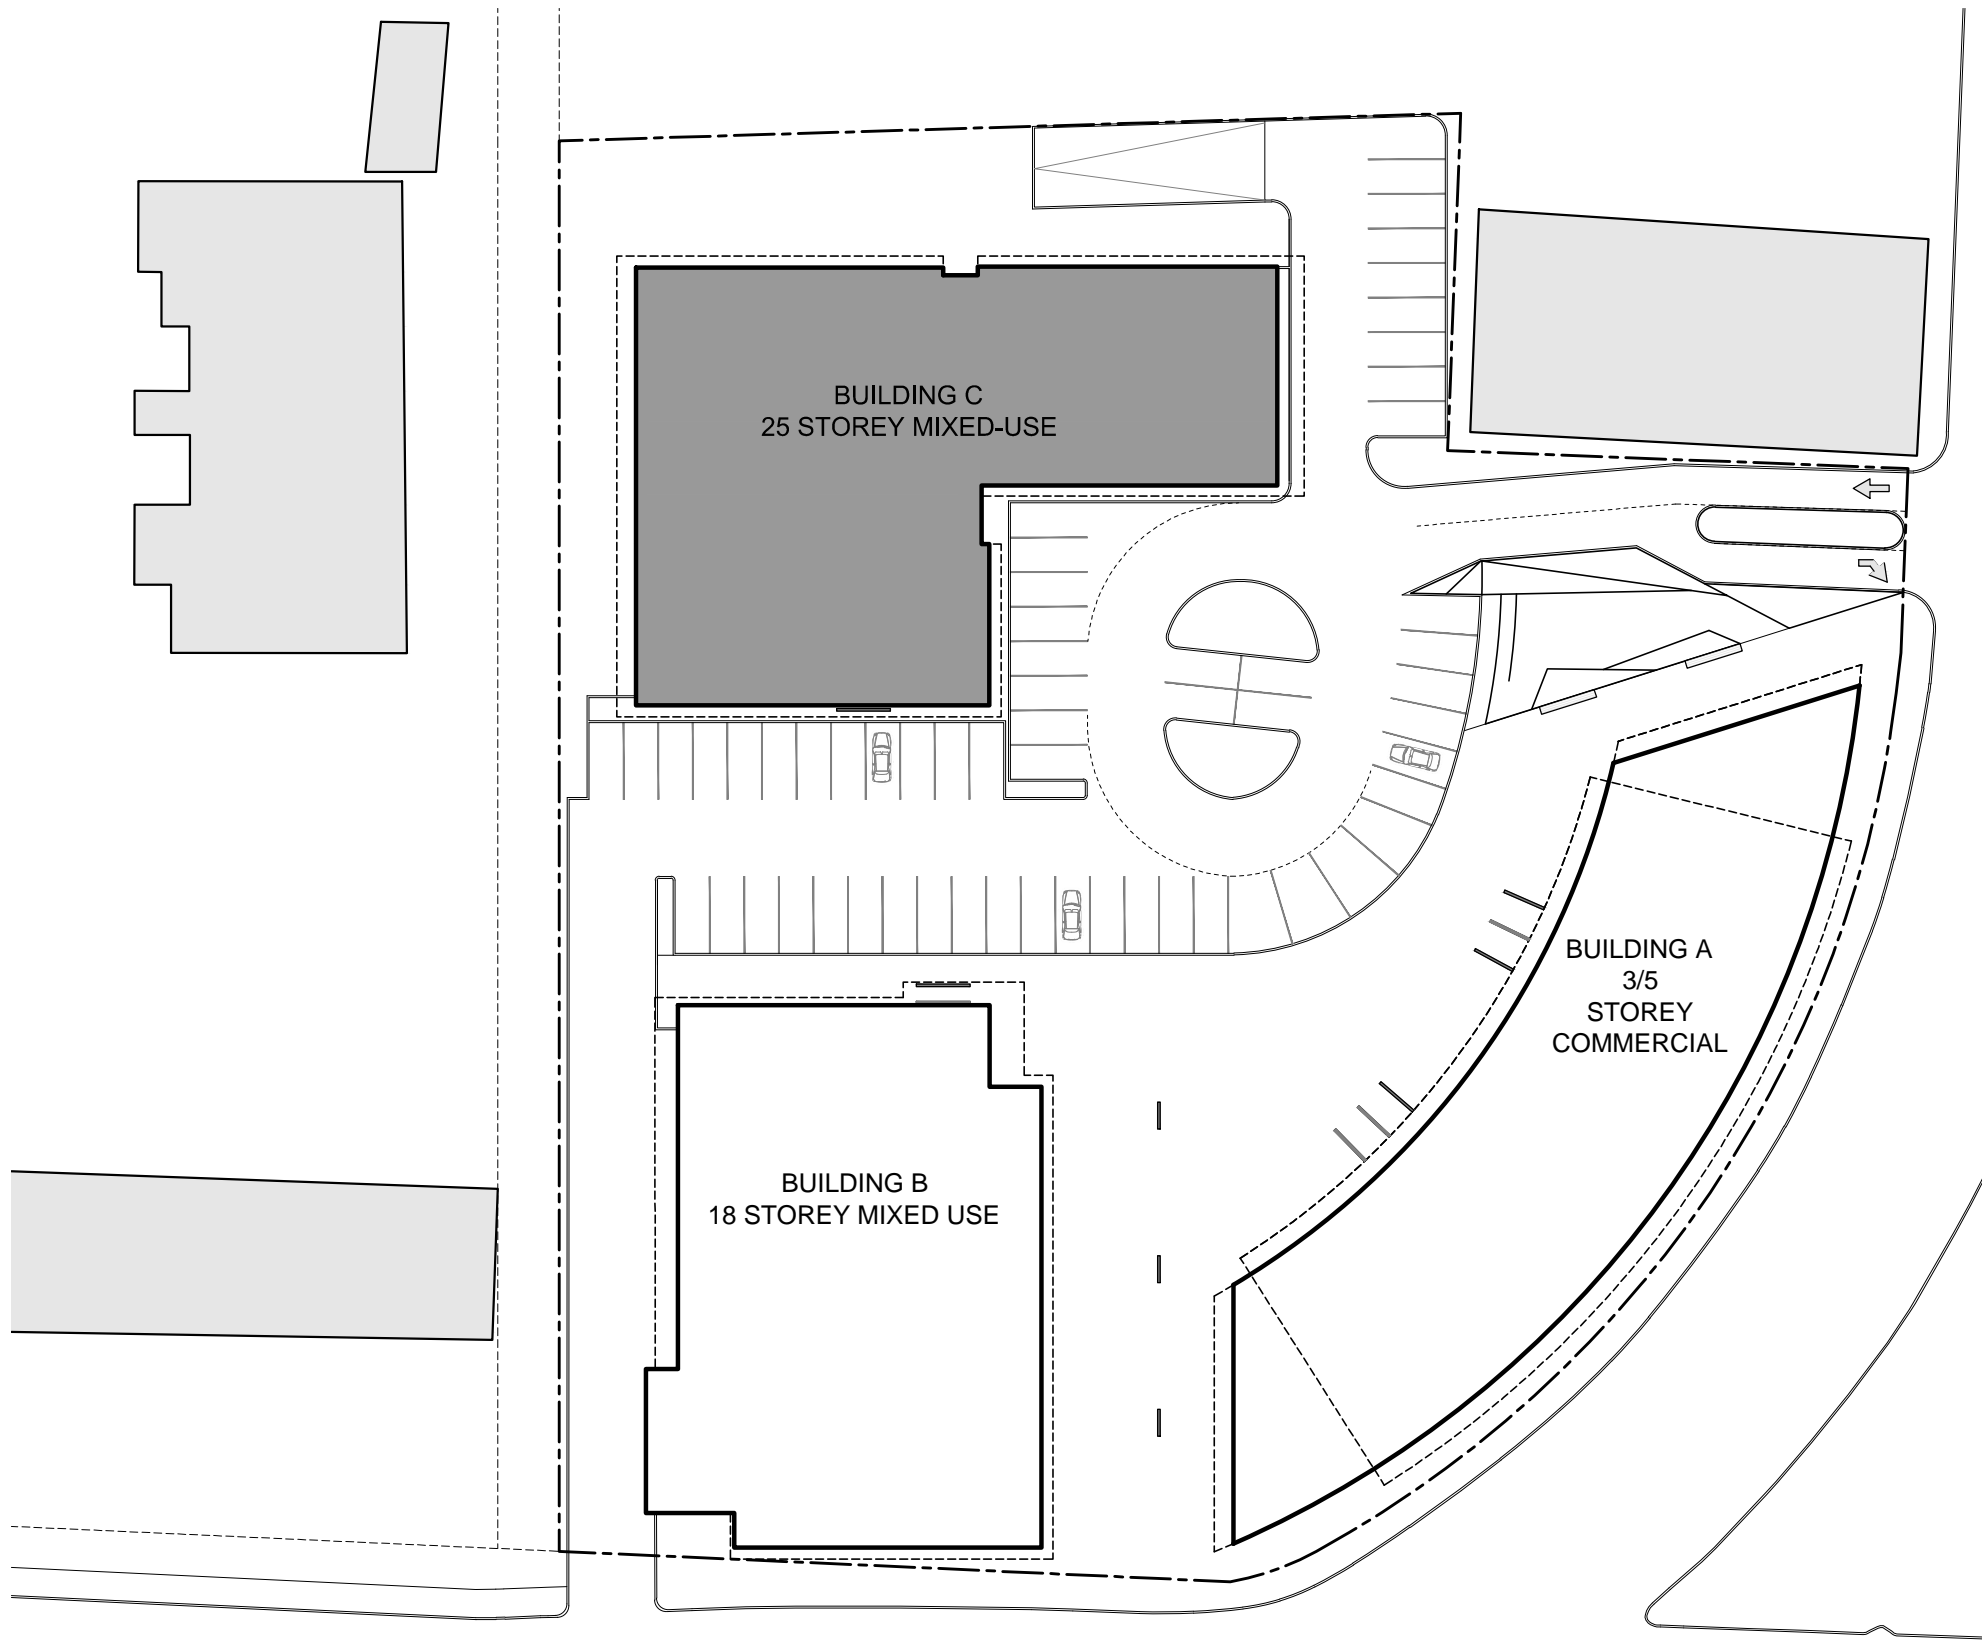 BUILDING C
25 STOREY MIXED-USE
BUILDING A
3/5
STOREY
COMMERCIAL
BUILDING B
18 STOREY MIXED USE